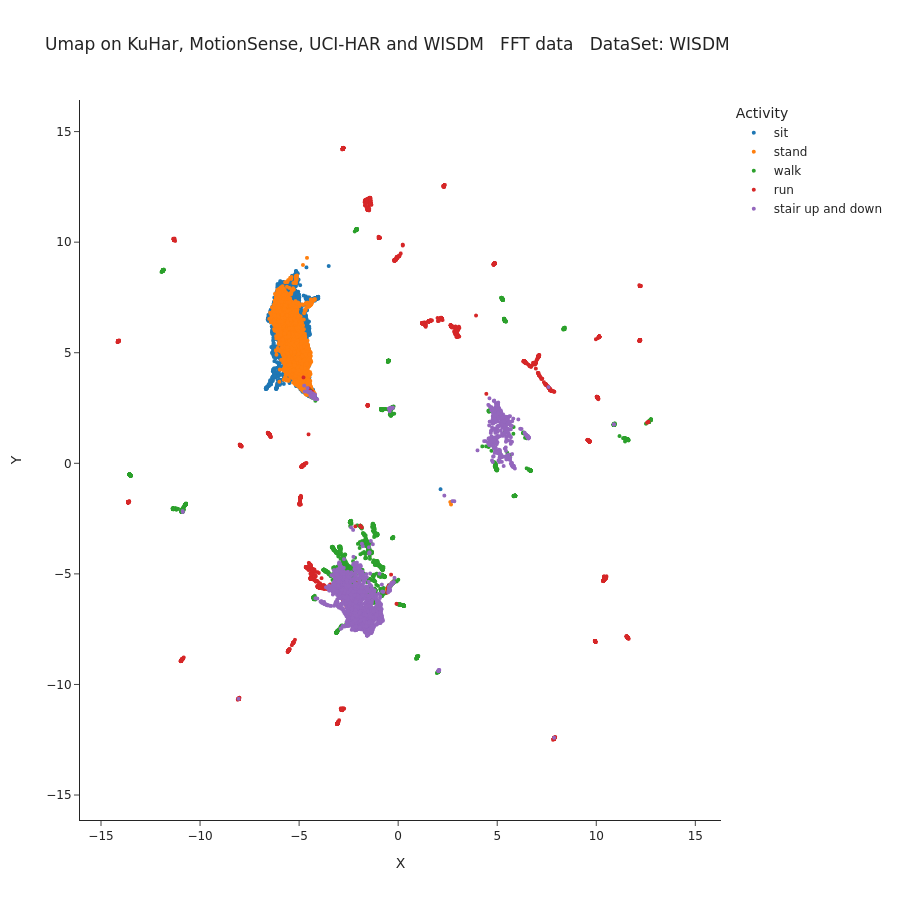 Umap on KuHar, MotionSense, UCI-HAR and WISDM   FFT data   DataSet: WISDM
Activity
sit
stand
walk
run
stair up and down
15
10
5
0
−5
−10
−15
Y
−15
−10
−5
0
5
10
15
X